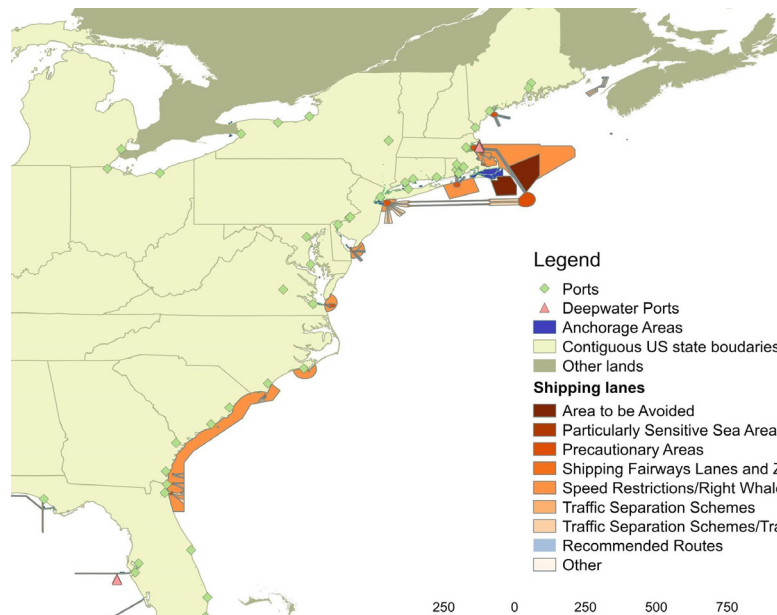 Legend
Ports
Deepwater Ports
Anchorage Areas
Contiguous US state boudaries
Other lands
Shipping lanes
Area to be Avoided
Particularly Sensitive Sea Area
Precautionary Areas
Shipping Fairways Lanes and Z
Speed Restrictions/Right Whale
Traffic Separation Schemes
Traffic Separation Schemes/Tra
Recommended Routes
Other
250 0 250 500 750